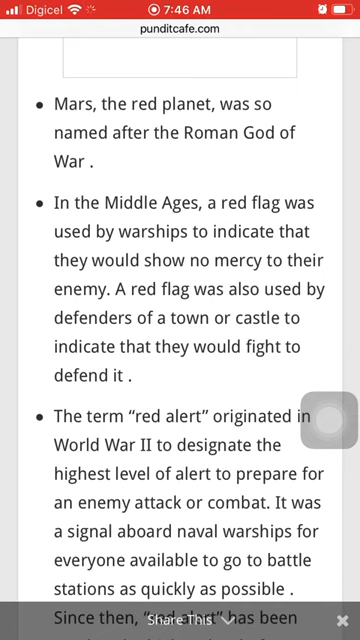 Digicel 7:46 AM
punditcafe.com
• Mars, the red planet, was so
named after the Roman God of
War .
• In the Middle Ages, a red flag was
used by warships to indicate that
they would show no mercy to their
enemy. A red flag was also used by
defenders of a town or castle to
indicate that they would fight to
defend it .
• The term “red alert” originated in
World War II to designate the
highest level of alert to prepare for
an enemy attack or combat. It was
a signal aboard naval warships for
everyone available to go to battle
stations as quickly as possible .
Since then, “red alert” has been
Share This